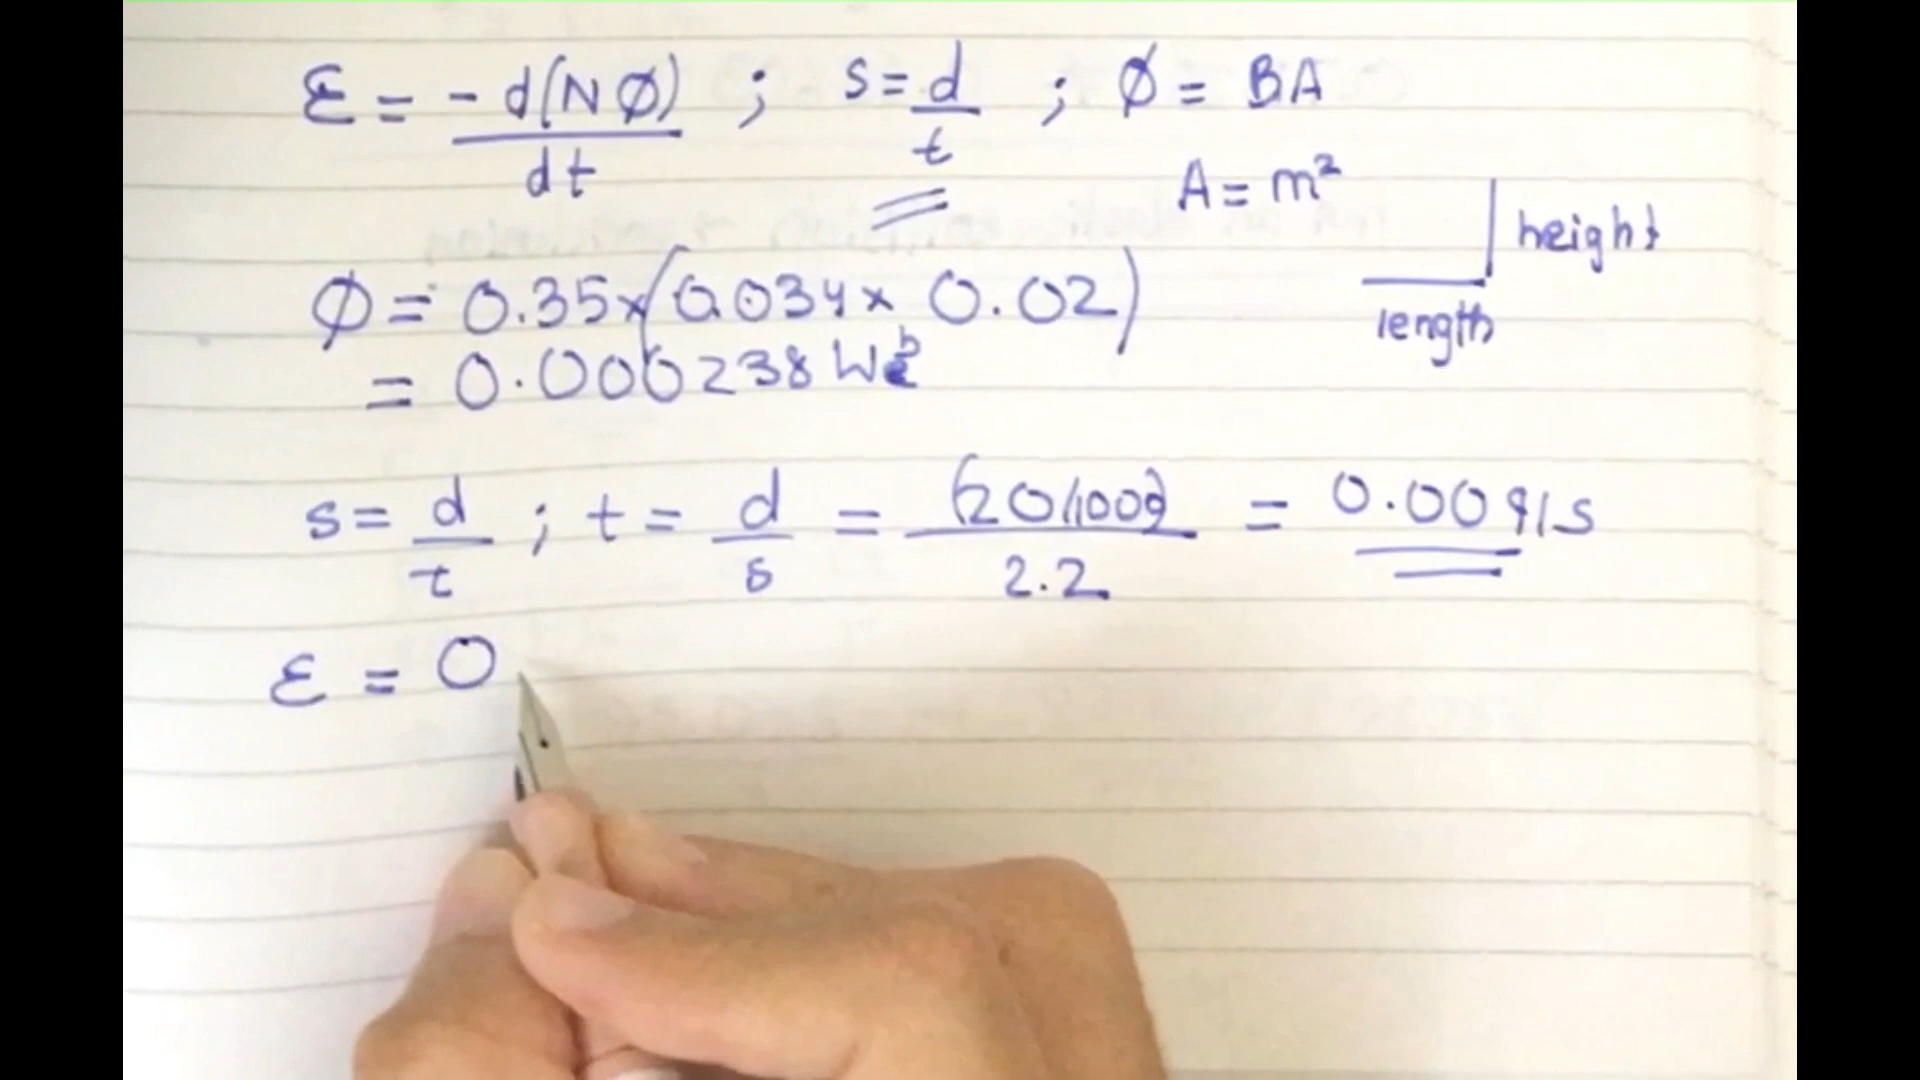 ε = - d(NΦ)/dt ; s = d/t ; Φ = BA
A = m²
height
length
Φ = 0.35 × (0.034 × 0.02)
= 0.000238 Wb
s = d/t ; t = d/s = (20/1000)/2.2 = 0.0091s
ε = 0